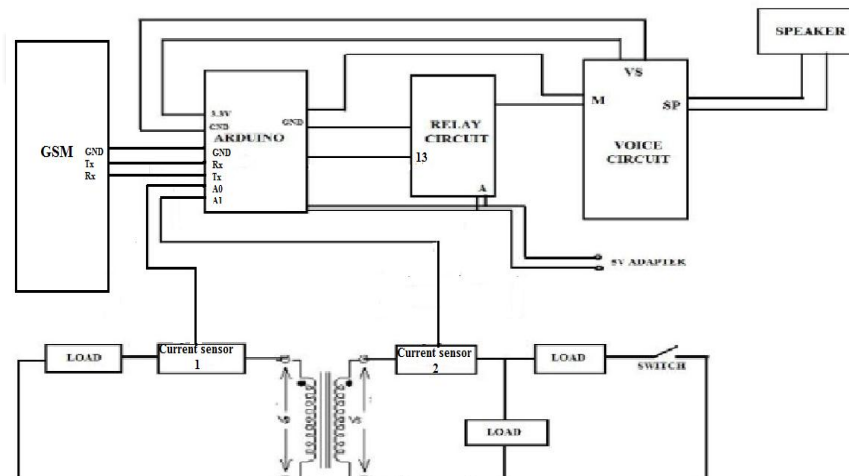 SPEAKER
VS
M
SP
VOICE
CIRCUIT
RELAY
CIRCUIT
13
A
3.3V
GND
GND
ARDUINO
GND
Rx
Tx
A0
A1
GSM
GND
Tx
Rx
5V ADAPTER
LOAD
Current sensor
1
Current sensor
2
LOAD
SWITCH
Vs
Vs
LOAD